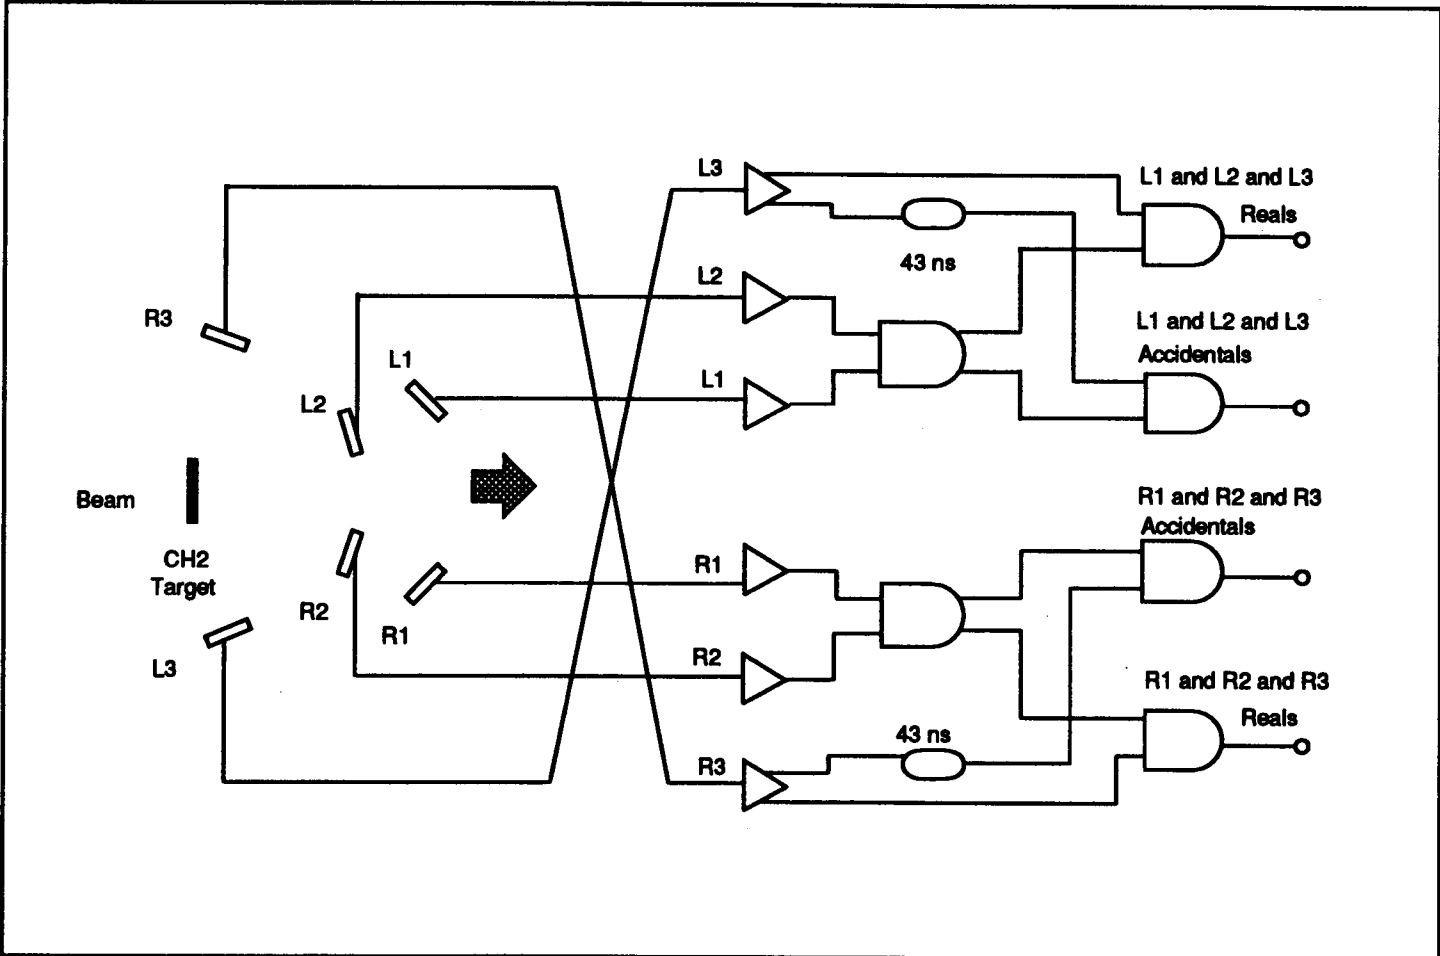 L3
L1 and L2 and L3
Reals
43 ns
L2
R3
L1 and L2 and L3
Accidentals
L1
L1
L2
Beam
R1 and R2 and R3
Accidentals
CH2
Target
R1
R2
R1
R2
L3
R1 and R2 and R3
Reals
43 ns
R3